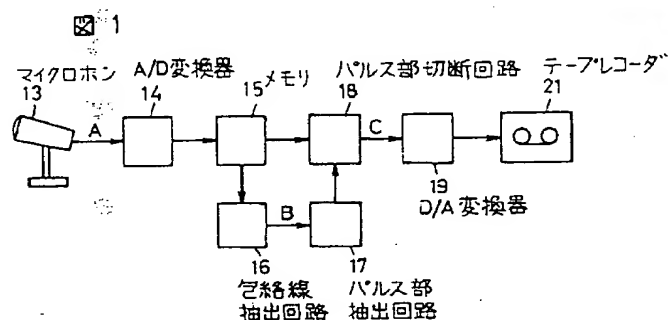 図 1
マイクロホン
13
A
A/D変換器
14
15 メモリ
パルス部切断回路
18
C
テープレコーダ
21
19
D/A変換器
B
16
包絡線
抽出回路
17
パルス部
抽出回路